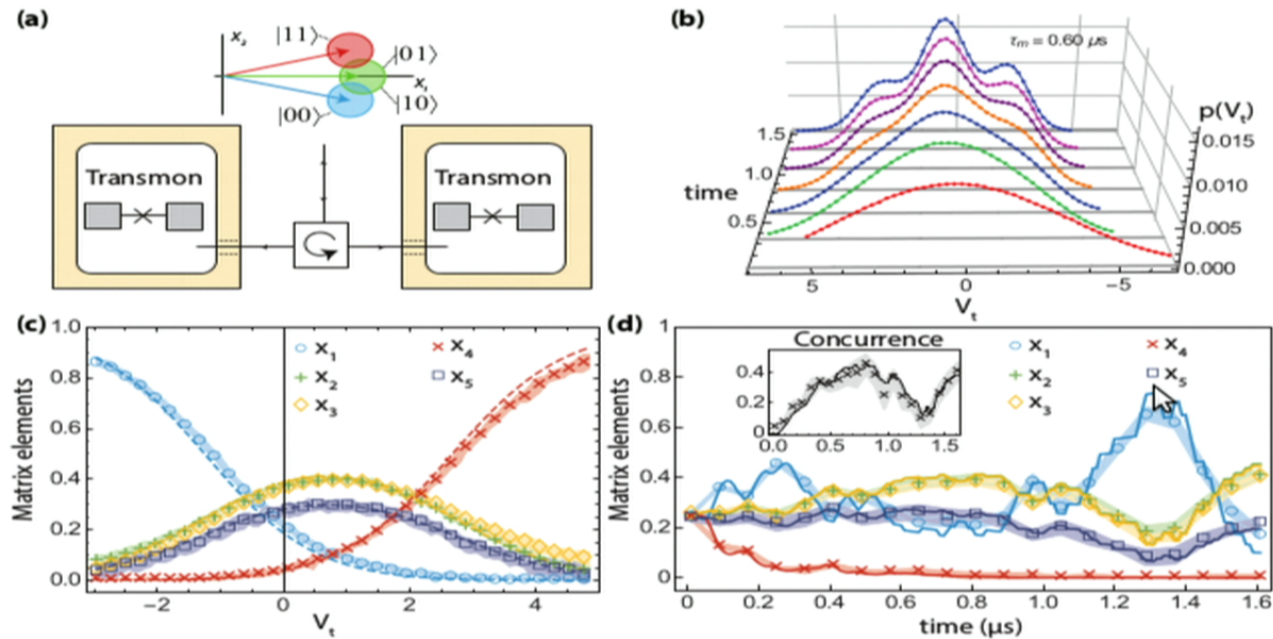 (a)
X₂
|11⟩
|01⟩
X₁
|00⟩
|10⟩
Transmon
Transmon
(b)
τm = 0.60 μs
p(Vt)
0.015
0.010
0.005
0.000
1.5
1.0
0.5
time
5
0
−5
Vt
(c)
1.0
0.8
0.6
0.4
0.2
0.0
Matrix elements
X₁
X₂
X₃
X₄
X₅
−2
0
2
4
Vt
(d)
1
0.8
0.6
0.4
0.2
0
Matrix elements
Concurrence
0.4
0.2
0
0.0
0.5
1.0
1.5
X₁
X₂
X₃
X₄
X₅
0
0.2
0.4
0.6
0.8
1.0
1.2
1.4
1.6
time (μs)